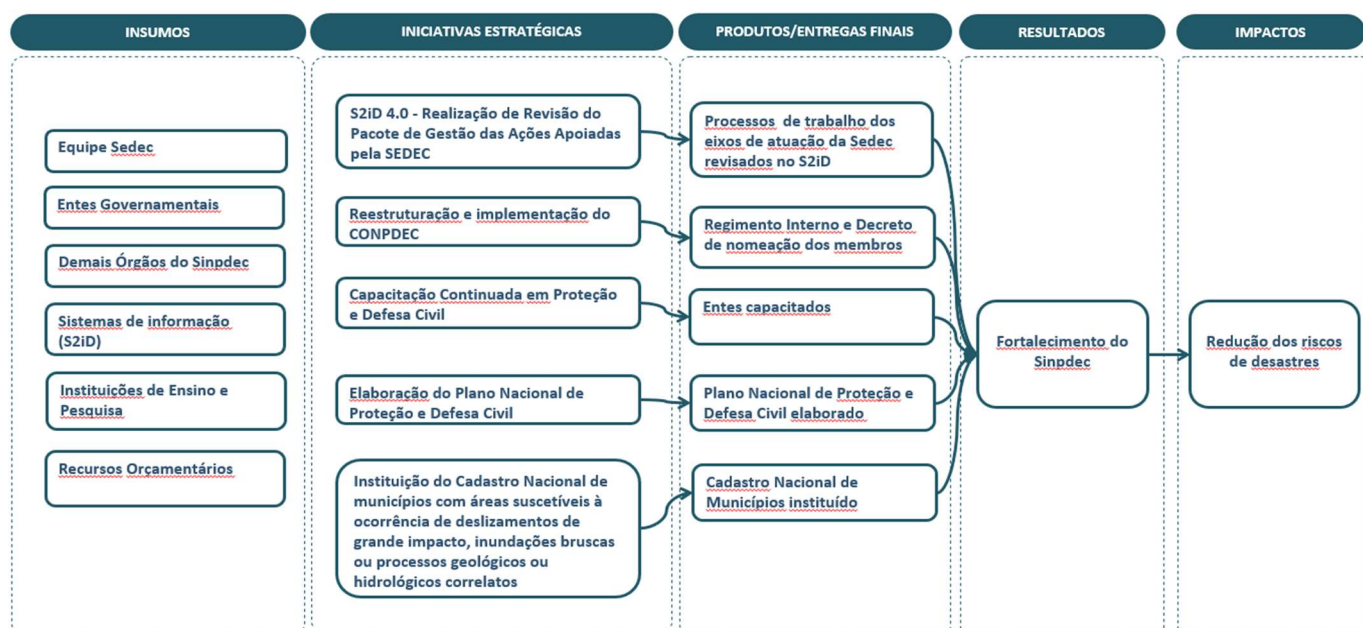 INSUMOS
INICIATIVAS ESTRATÉGICAS
PRODUTOS/ENTREGAS FINAIS
RESULTADOS
IMPACTOS
Equipe Sedec
Entes Governamentais
Demais Órgãos do Sinpdec
Sistemas de informação
(S2iD)
Instituições de Ensino e
Pesquisa
Recursos Orçamentários
S2iD 4.0 - Realização de Revisão do
Pacote de Gestão das Ações Apoiadas
pela SEDEC
Reestruturação e implementação do
CONPDEC
Capacitação Continuada em Proteção
e Defesa Civil
Elaboração do Plano Nacional de
Proteção e Defesa Civil
Instituição do Cadastro Nacional de
municípios com áreas suscetíveis à
ocorrência de deslizamentos de
grande impacto, inundações bruscas
ou processos geológicos ou
hidrológicos correlatos
Processos de trabalho dos
eixos de atuação da Sedec
revisados no S2iD
Regimento Interno e Decreto
de nomeação dos membros
Entes capacitados
Plano Nacional de Proteção e
Defesa Civil elaborado
Cadastro Nacional de
Municípios instituído
Fortalecimento do
Sinpdec
Redução dos riscos
de desastres